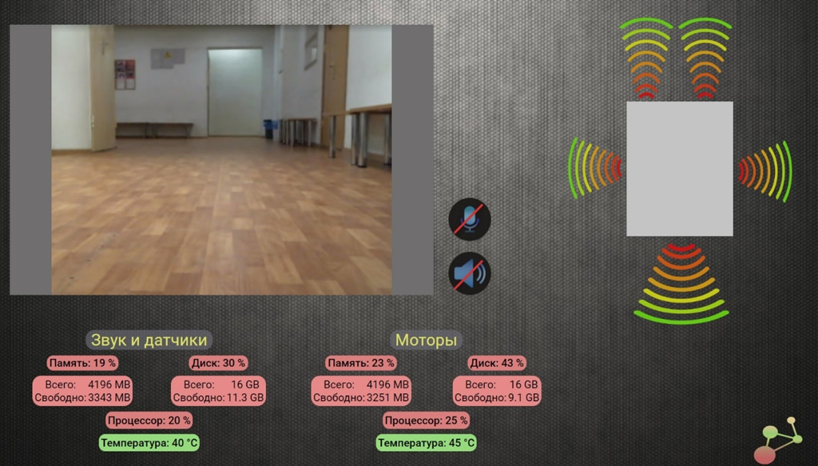 Звук и датчики
Память: 19 %
Диск: 30 %
Всего: 4196 MB
Свободно: 3343 MB
Всего: 16 GB
Свободно: 11.3 GB
Процессор: 20 %
Температура: 40 °C
Моторы
Память: 23 %
Диск: 43 %
Всего: 4196 MB
Свободно: 3251 MB
Всего: 16 GB
Свободно: 9.1 GB
Процессор: 25 %
Температура: 45 °C